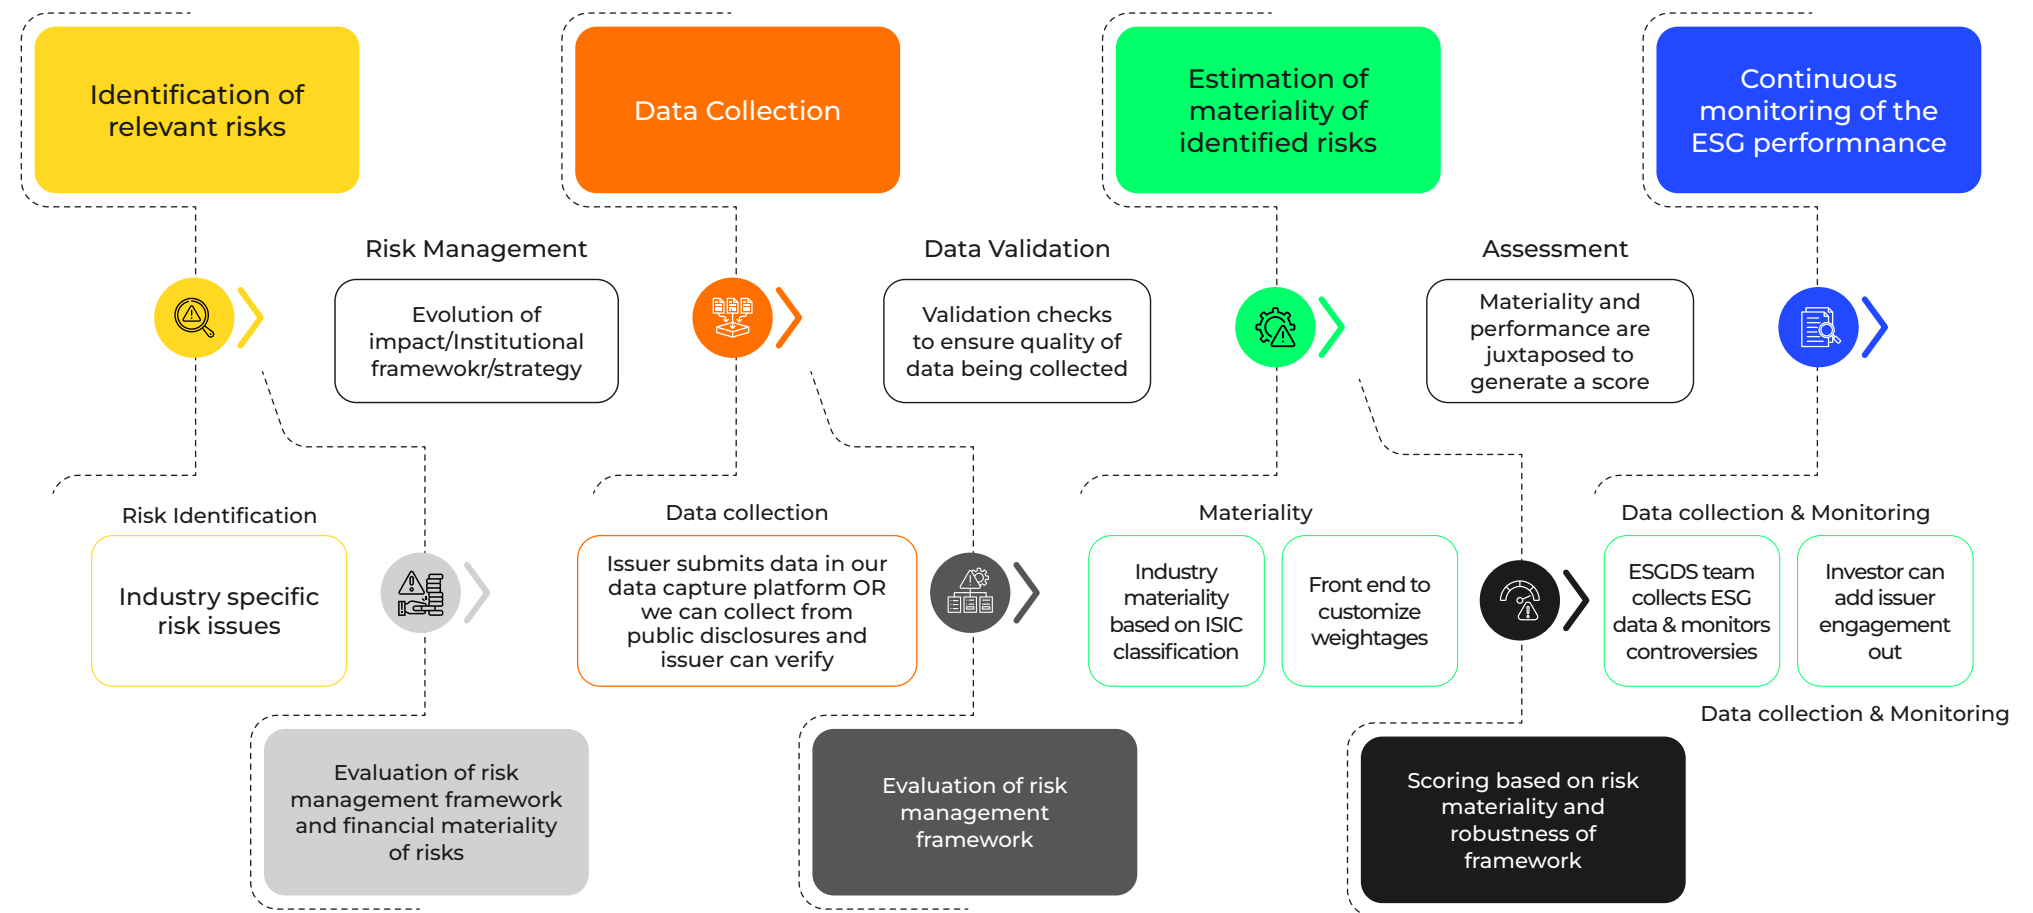 Identification of
relevant risks
Data Collection
Estimation of
materiality of
identified risks
Continuous
monitoring of the
ESG performnance
Risk Management
Evolution of
impact/Institutional
framewokr/strategy
Data Validation
Validation checks
to ensure quality of
data being collected
Assessment
Materiality and
performance are
juxtaposed to
generate a score
Risk Identification
Industry specific
risk issues
Data collection
Issuer submits data in our
data capture platform OR
we can collect from
public disclosures and
issuer can verify
Materiality
Industry
materiality
based on ISIC
classification
Front end to
customize
weightages
Data collection & Monitoring
ESGDS team
collects ESG
data & monitors
controversies
Investor can
add issuer
engagement
out
Data collection & Monitoring
Evaluation of risk
management framework
and financial materiality
of risks
Evaluation of risk
management
framework
Scoring based on risk
materiality and
robustness of
framework